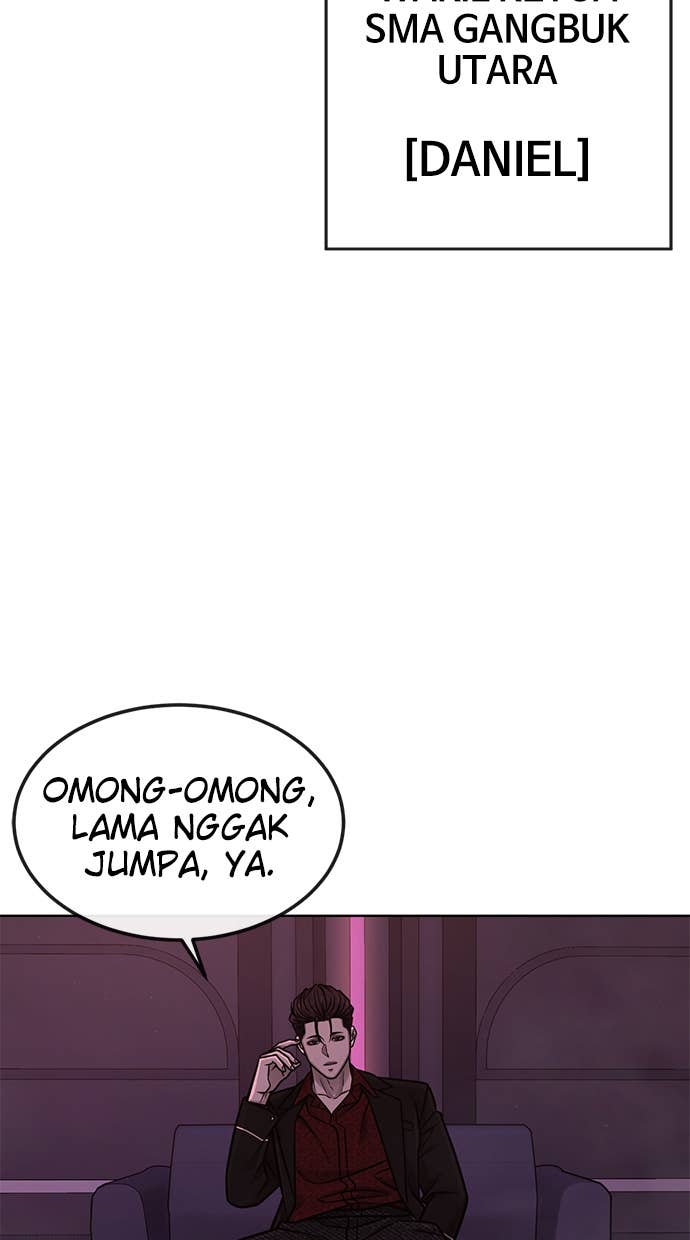 SMA GANGBUK
UTARA
[DANIEL]
OMONG-OMONG,
LAMA NGGAK
JUMPA, YA.